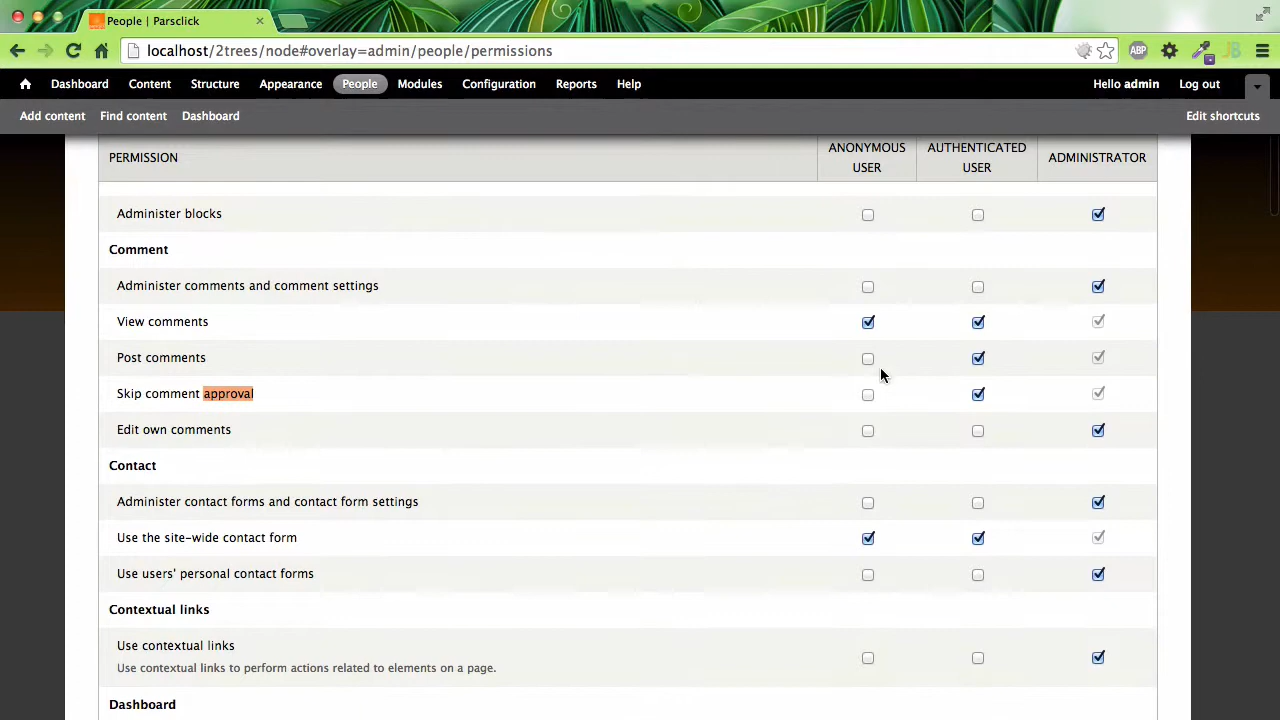 People | Parsclick
localhost/2trees/node#overlay=admin/people/permissions
ABP
JB
Dashboard Content Structure Appearance People Modules Configuration Reports Help Hello admin Log out
Add content Find content Dashboard Edit shortcuts
PERMISSION ANONYMOUS USER AUTHENTICATED USER ADMINISTRATOR
Administer blocks
Comment
Administer comments and comment settings
View comments
Post comments
Skip comment approval
Edit own comments
Contact
Administer contact forms and contact form settings
Use the site-wide contact form
Use users' personal contact forms
Contextual links
Use contextual links
Use contextual links to perform actions related to elements on a page.
Dashboard